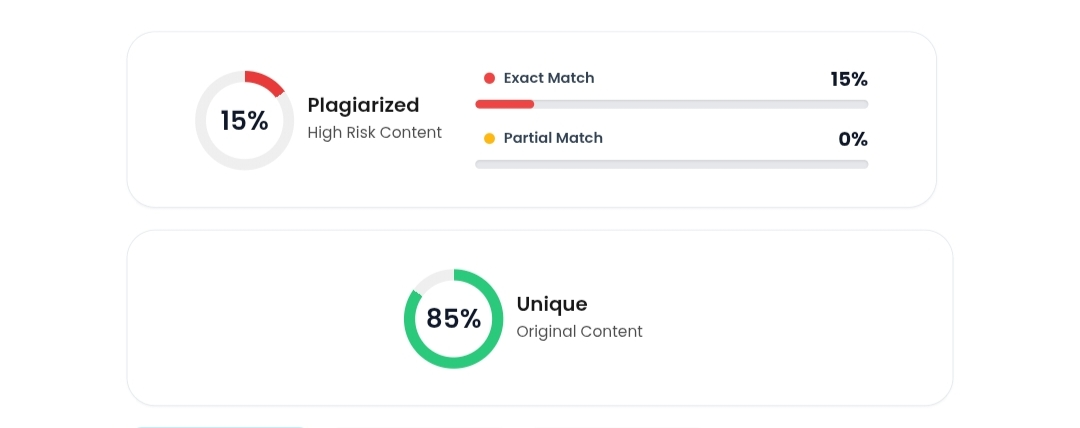 15%
Plagiarized
High Risk Content
Exact Match
15%
Partial Match
0%
85%
Unique
Original Content